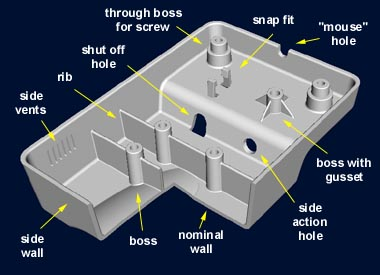 through boss
for screw
snap fit
"mouse"
hole
shut off
hole
rib
side
vents
boss with
gusset
side
action
hole
nominal
wall
boss
side
wall